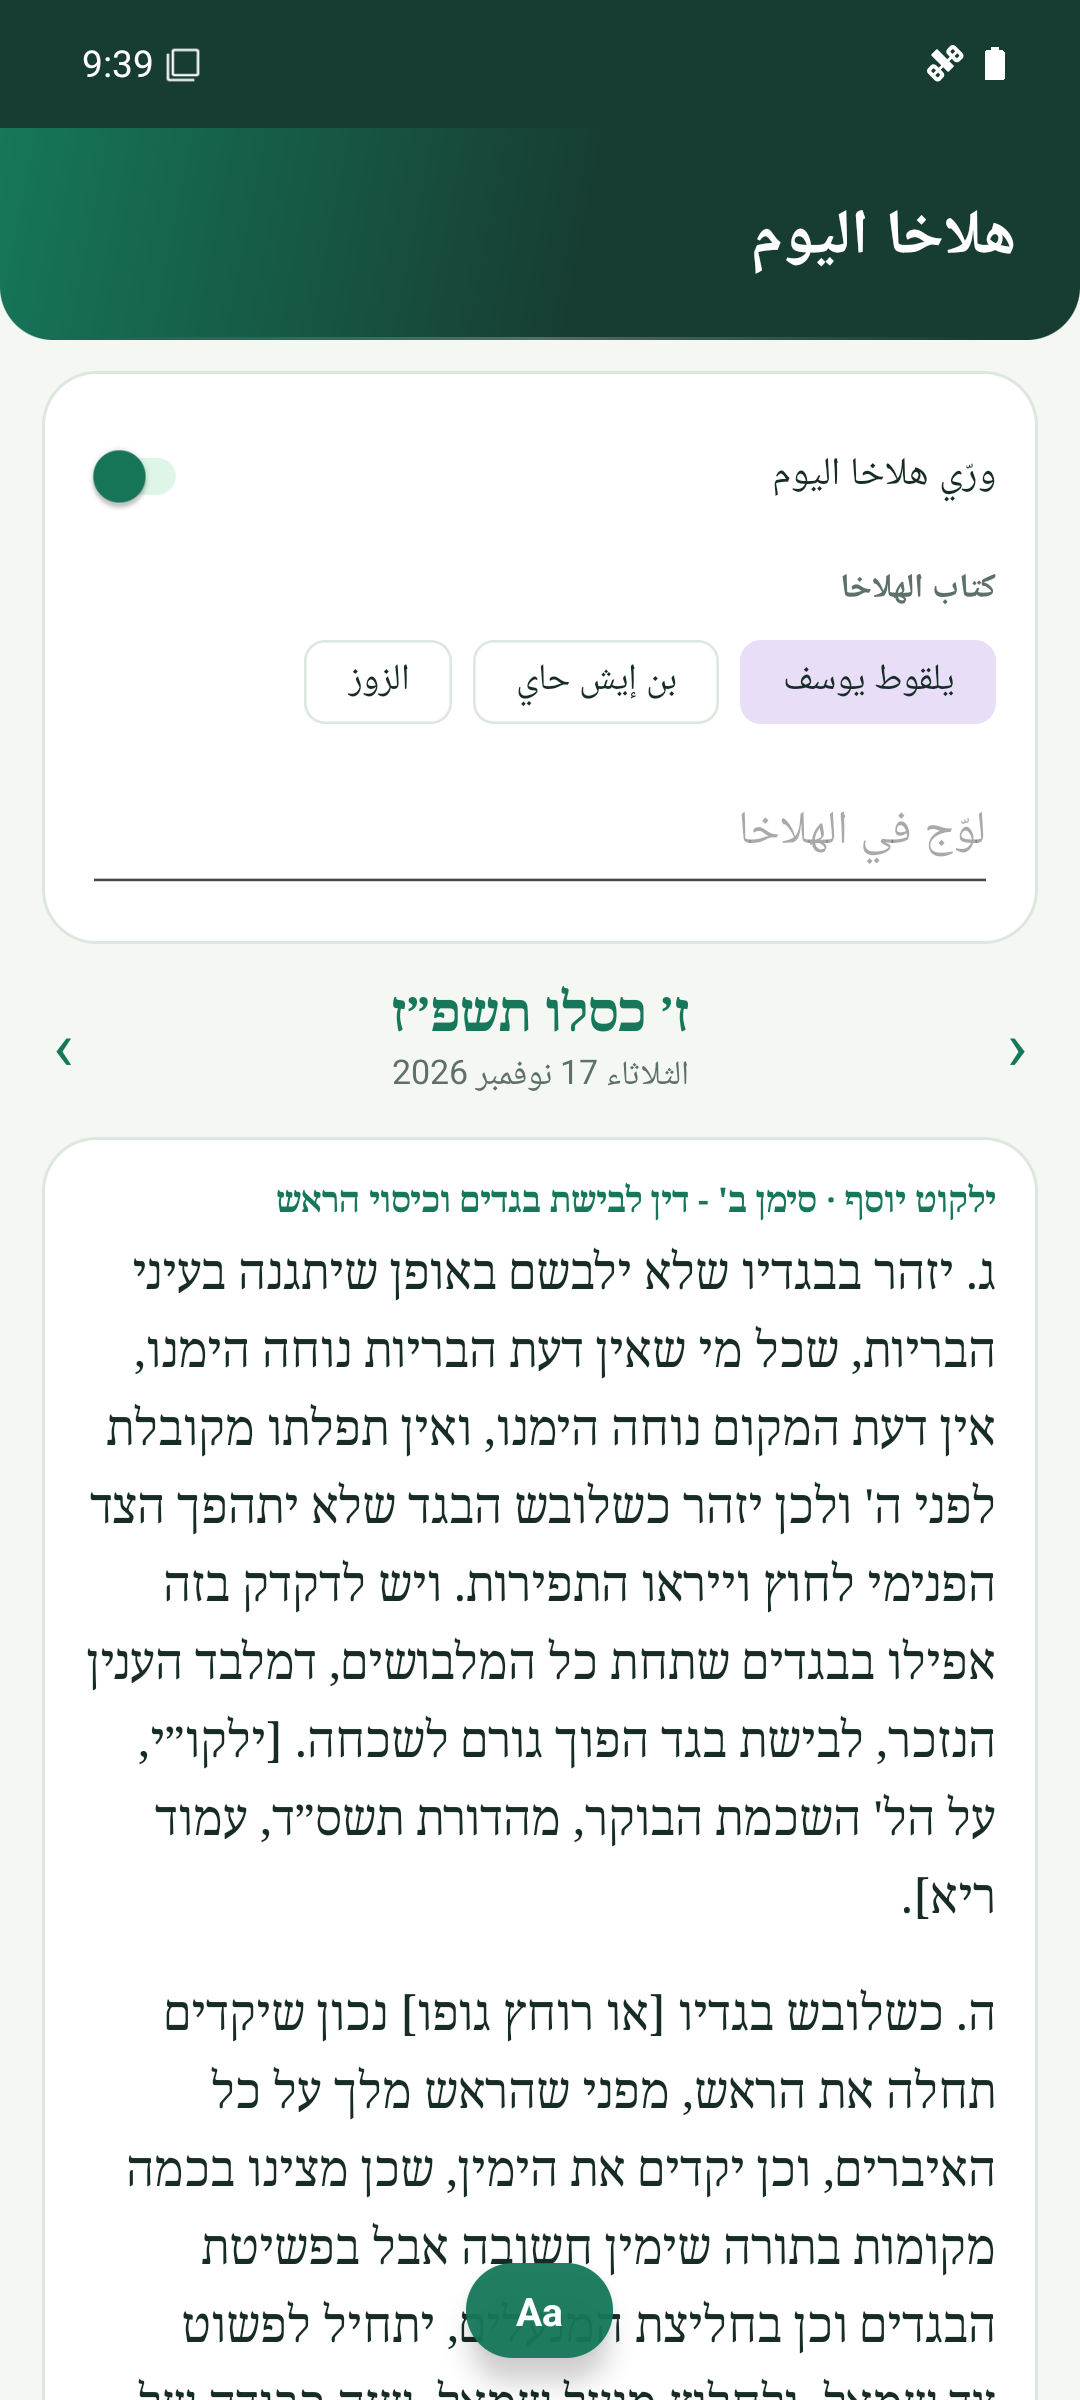 9:39
هلاخا اليوم
ورّي هلاخا اليوم
كتاب الهلاخا
يلقوط يوسف
بن إيش حاي
الزوز
لوّج في الهلاخا
ז׳ כסלו תשפ״ז
الثلاثاء 17 نوفمبر 2026
ילקוט יוסף · סימן ב' - דין לבישת בגדים וכיסוי הראש
ג. יזהר בבגדיו שלא ילבשם באופן שיתגנה בעיני
הבריות, שכל מי שאין דעת הבריות נוחה הימנו,
אין דעת המקום נוחה הימנו, ואין תפלתו מקובלת
לפני ה' ולכן יזהר כשלובש הבגד שלא יתהפך הצד
הפנימי לחוץ וייראו התפירות. ויש לדקדק בזה
אפילו בבגדים שתחת כל המלבושים, דמלבד הענין
הנזכר, לבישת בגד הפוך גורם לשכחה. [ילקו״י,
על הל' השכמת הבוקר, מהדורת תשס״ד, עמוד
ריא].
ה. כשלובש בגדיו [או רוחץ גופו] נכון שיקדים
תחלה את הראש, מפני שהראש מלך על כל
האיברים, וכן יקדים את הימין, שכן מצינו בכמה
מקומות בתורה שימין חשובה אבל בפשיטת
הבגדים וכן בחליצת המנעלים, יתחיל לפשוט
Aa